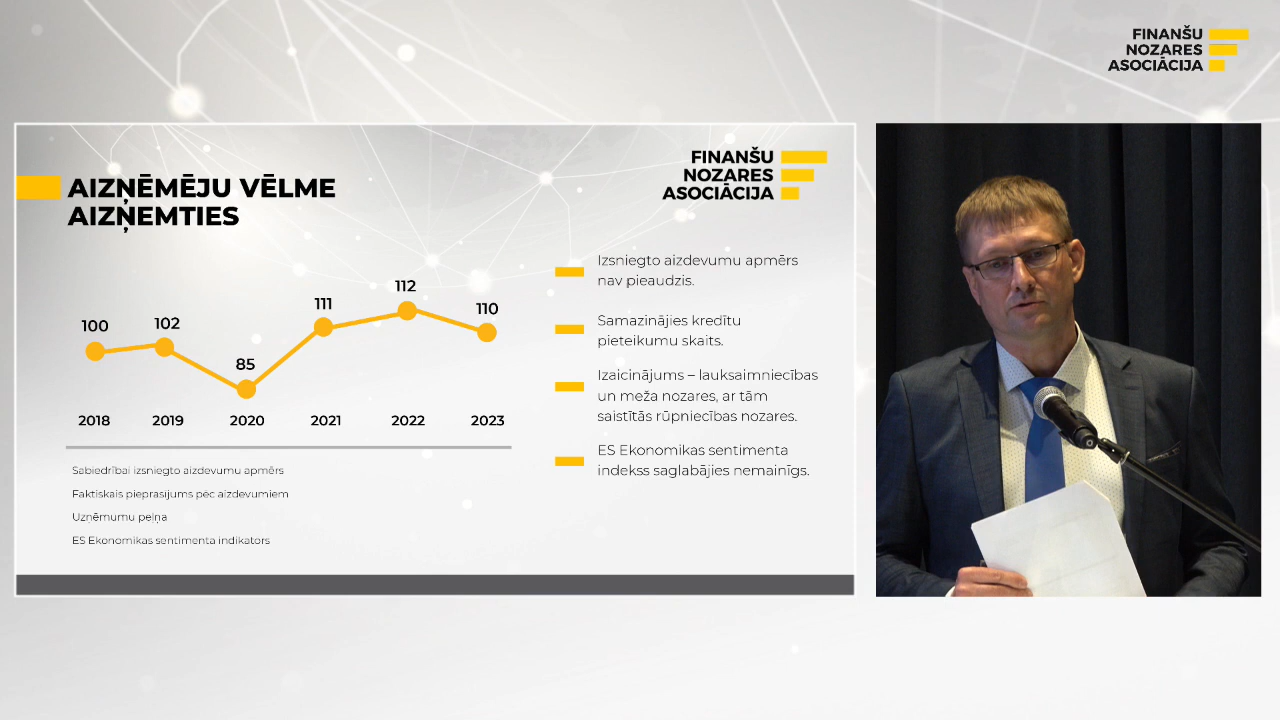 FINANŠU
NOZARES
ASOCIĀCIJA
AIZŅĒMĒJU VĒLME
AIZŅEMTIES
FINANŠU
NOZARES
ASOCIĀCIJA
100
102
85
111
112
110
2018
2019
2020
2021
2022
2023
Sabiedrībai izsniegto aizdevumu apmērs
Faktiskais pieprasījums pēc aizdevumiem
Uzņēmumu peļņa
ES Ekonomikas sentimenta indikators
Izsniegto aizdevumu apmērs
nav pieaudzis.
Samazinājies kredītu
pieteikumu skaits.
Izaicinājums – lauksaimniecības
un meža nozares, ar tām
saistītās rūpniecības nozares.
ES Ekonomikas sentimenta
indekss saglabājies nemainīgs.